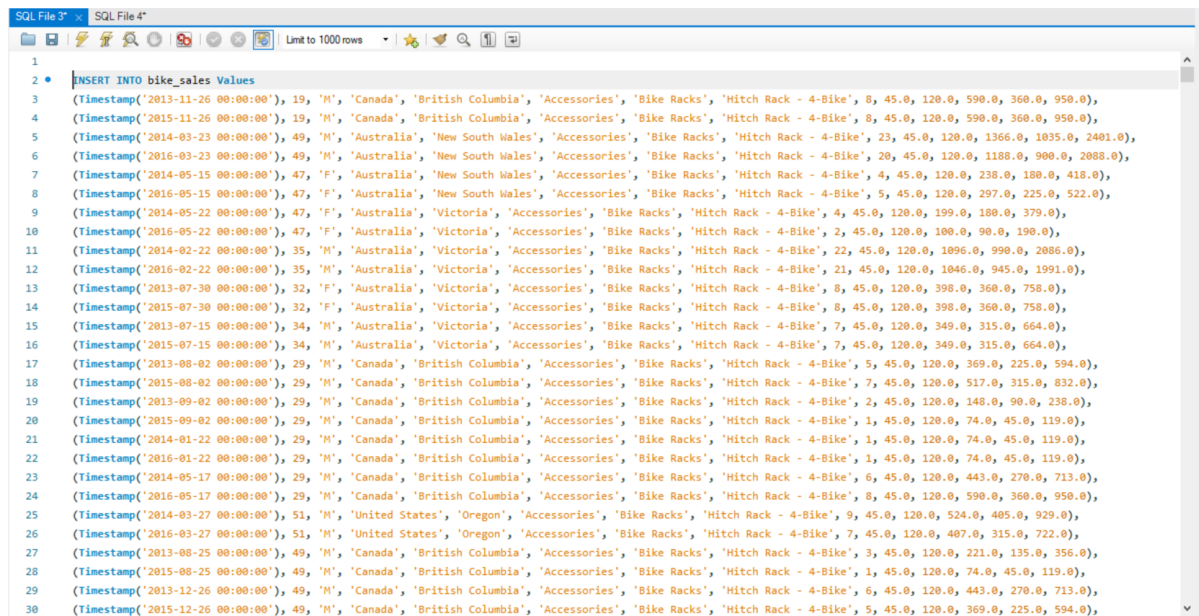 SQL File 3* × SQL File 4*
Limit to 1000 rows
1
2 INSERT INTO bike_sales Values
3 (Timestamp('2013-11-26 00:00:00'), 19, 'M', 'Canada', 'British Columbia', 'Accessories', 'Bike Racks', 'Hitch Rack - 4-Bike', 8, 45.0, 120.0, 590.0, 360.0, 950.0),
4 (Timestamp('2015-11-26 00:00:00'), 19, 'M', 'Canada', 'British Columbia', 'Accessories', 'Bike Racks', 'Hitch Rack - 4-Bike', 8, 45.0, 120.0, 590.0, 360.0, 950.0),
5 (Timestamp('2014-03-23 00:00:00'), 49, 'M', 'Australia', 'New South Wales', 'Accessories', 'Bike Racks', 'Hitch Rack - 4-Bike', 23, 45.0, 120.0, 1366.0, 1035.0, 2401.0),
6 (Timestamp('2016-03-23 00:00:00'), 49, 'M', 'Australia', 'New South Wales', 'Accessories', 'Bike Racks', 'Hitch Rack - 4-Bike', 20, 45.0, 120.0, 1188.0, 900.0, 2088.0),
7 (Timestamp('2014-05-15 00:00:00'), 47, 'F', 'Australia', 'New South Wales', 'Accessories', 'Bike Racks', 'Hitch Rack - 4-Bike', 4, 45.0, 120.0, 238.0, 180.0, 418.0),
8 (Timestamp('2016-05-15 00:00:00'), 47, 'F', 'Australia', 'New South Wales', 'Accessories', 'Bike Racks', 'Hitch Rack - 4-Bike', 5, 45.0, 120.0, 297.0, 225.0, 522.0),
9 (Timestamp('2014-05-22 00:00:00'), 47, 'F', 'Australia', 'Victoria', 'Accessories', 'Bike Racks', 'Hitch Rack - 4-Bike', 4, 45.0, 120.0, 199.0, 180.0, 379.0),
10 (Timestamp('2016-05-22 00:00:00'), 47, 'F', 'Australia', 'Victoria', 'Accessories', 'Bike Racks', 'Hitch Rack - 4-Bike', 2, 45.0, 120.0, 100.0, 90.0, 190.0),
11 (Timestamp('2014-02-22 00:00:00'), 35, 'M', 'Australia', 'Victoria', 'Accessories', 'Bike Racks', 'Hitch Rack - 4-Bike', 22, 45.0, 120.0, 1096.0, 990.0, 2086.0),
12 (Timestamp('2016-02-22 00:00:00'), 35, 'M', 'Australia', 'Victoria', 'Accessories', 'Bike Racks', 'Hitch Rack - 4-Bike', 21, 45.0, 120.0, 1046.0, 945.0, 1991.0),
13 (Timestamp('2013-07-30 00:00:00'), 32, 'F', 'Australia', 'Victoria', 'Accessories', 'Bike Racks', 'Hitch Rack - 4-Bike', 8, 45.0, 120.0, 398.0, 360.0, 758.0),
14 (Timestamp('2015-07-30 00:00:00'), 32, 'F', 'Australia', 'Victoria', 'Accessories', 'Bike Racks', 'Hitch Rack - 4-Bike', 8, 45.0, 120.0, 398.0, 360.0, 758.0),
15 (Timestamp('2013-07-15 00:00:00'), 34, 'M', 'Australia', 'Victoria', 'Accessories', 'Bike Racks', 'Hitch Rack - 4-Bike', 7, 45.0, 120.0, 349.0, 315.0, 664.0),
16 (Timestamp('2015-07-15 00:00:00'), 34, 'M', 'Australia', 'Victoria', 'Accessories', 'Bike Racks', 'Hitch Rack - 4-Bike', 7, 45.0, 120.0, 349.0, 315.0, 664.0),
17 (Timestamp('2013-08-02 00:00:00'), 29, 'M', 'Canada', 'British Columbia', 'Accessories', 'Bike Racks', 'Hitch Rack - 4-Bike', 5, 45.0, 120.0, 369.0, 225.0, 594.0),
18 (Timestamp('2015-08-02 00:00:00'), 29, 'M', 'Canada', 'British Columbia', 'Accessories', 'Bike Racks', 'Hitch Rack - 4-Bike', 7, 45.0, 120.0, 517.0, 315.0, 832.0),
19 (Timestamp('2013-09-02 00:00:00'), 29, 'M', 'Canada', 'British Columbia', 'Accessories', 'Bike Racks', 'Hitch Rack - 4-Bike', 2, 45.0, 120.0, 148.0, 90.0, 238.0),
20 (Timestamp('2015-09-02 00:00:00'), 29, 'M', 'Canada', 'British Columbia', 'Accessories', 'Bike Racks', 'Hitch Rack - 4-Bike', 1, 45.0, 120.0, 74.0, 45.0, 119.0),
21 (Timestamp('2014-01-22 00:00:00'), 29, 'M', 'Canada', 'British Columbia', 'Accessories', 'Bike Racks', 'Hitch Rack - 4-Bike', 1, 45.0, 120.0, 74.0, 45.0, 119.0),
22 (Timestamp('2016-01-22 00:00:00'), 29, 'M', 'Canada', 'British Columbia', 'Accessories', 'Bike Racks', 'Hitch Rack - 4-Bike', 1, 45.0, 120.0, 74.0, 45.0, 119.0),
23 (Timestamp('2014-05-17 00:00:00'), 29, 'M', 'Canada', 'British Columbia', 'Accessories', 'Bike Racks', 'Hitch Rack - 4-Bike', 6, 45.0, 120.0, 443.0, 270.0, 713.0),
24 (Timestamp('2016-05-17 00:00:00'), 29, 'M', 'Canada', 'British Columbia', 'Accessories', 'Bike Racks', 'Hitch Rack - 4-Bike', 8, 45.0, 120.0, 590.0, 360.0, 950.0),
25 (Timestamp('2014-03-27 00:00:00'), 51, 'M', 'United States', 'Oregon', 'Accessories', 'Bike Racks', 'Hitch Rack - 4-Bike', 9, 45.0, 120.0, 524.0, 405.0, 929.0),
26 (Timestamp('2016-03-27 00:00:00'), 51, 'M', 'United States', 'Oregon', 'Accessories', 'Bike Racks', 'Hitch Rack - 4-Bike', 7, 45.0, 120.0, 407.0, 315.0, 722.0),
27 (Timestamp('2013-08-25 00:00:00'), 49, 'M', 'Canada', 'British Columbia', 'Accessories', 'Bike Racks', 'Hitch Rack - 4-Bike', 3, 45.0, 120.0, 221.0, 135.0, 356.0),
28 (Timestamp('2015-08-25 00:00:00'), 49, 'M', 'Canada', 'British Columbia', 'Accessories', 'Bike Racks', 'Hitch Rack - 4-Bike', 1, 45.0, 120.0, 74.0, 45.0, 119.0),
29 (Timestamp('2013-12-26 00:00:00'), 49, 'M', 'Canada', 'British Columbia', 'Accessories', 'Bike Racks', 'Hitch Rack - 4-Bike', 6, 45.0, 120.0, 443.0, 270.0, 713.0),
30 (Timestamp('2015-12-26 00:00:00'), 49, 'M', 'Canada', 'British Columbia', 'Accessories', 'Bike Racks', 'Hitch Rack - 4-Bike', 5, 45.0, 120.0, 369.0, 225.0, 594.0),